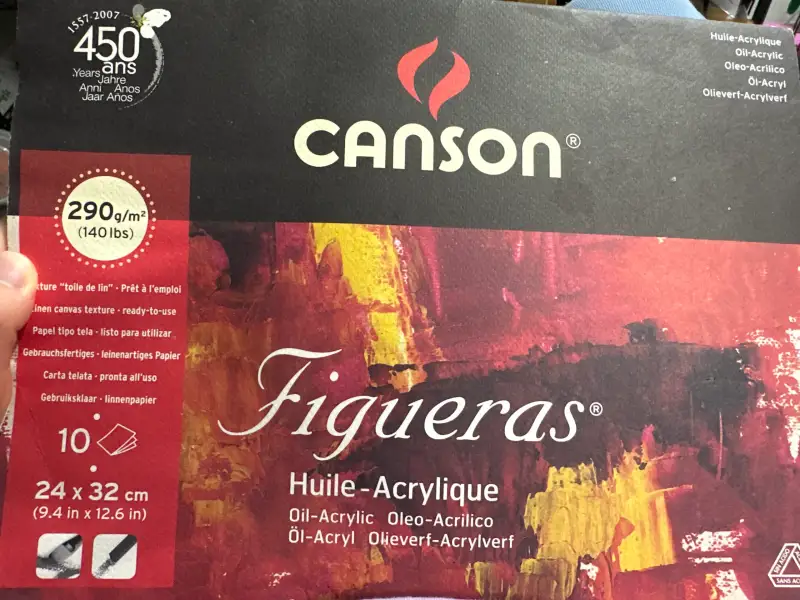 1557-2007
450
ans
Years Jahre
Anni Anos
Jaar Años
Huile-Acrylique
Oil-Acrylic
Oleo-Acrilico
Öl-Acryl
Olieverf-Acrylverf
CANSON®
290g/m²
(140 lbs)
"toile de lin" · Prêt à l'emploi
Linen canvas texture · ready-to-use
Papel tipo tela · listo para utilizar
Gebrauchsfertiges · leinenartiges Papier
Carta telata · pronta all'uso
Gebruiksklaar · linnenpapier
10
24 x 32 cm
(9.4 in x 12.6 in)
Figueras®
Huile-Acrylique
Oil-Acrylic Oleo-Acrilico
Öl-Acryl Olieverf-Acrylverf